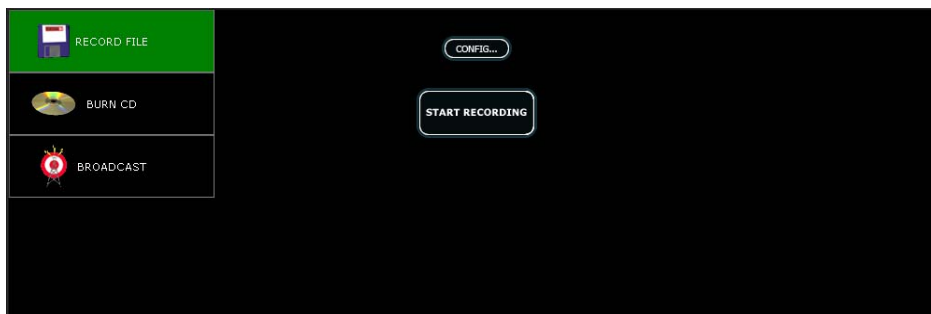 RECORD FILE
CONFIG...
BURN CD
START RECORDING
BROADCAST